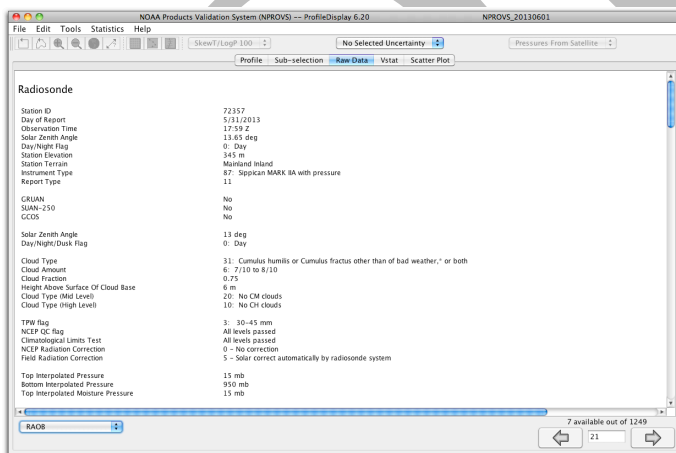 NOAA Products Validation System (NPROVS) -- ProfileDisplay 6.20 NPROVS_20130601
File Edit Tools Statistics Help
SkewT/LogP 100 No Selected Uncertainty Pressures From Satellite
Profile Sub-selection Raw Data Vstat Scatter Plot
Radiosonde
Station ID 72357
Day of Report 5/31/2013
Observation Time 17:59 Z
Solar Zenith Angle 13.65 deg
Day/Night Flag 0: Day
Station Elevation 345 m
Station Terrain Mainland Inland
Instrument Type 87: Sippican MARK IIA with pressure
Report Type 11
GRUAN No
SUAN-250 No
GCOS No
Solar Zenith Angle 13 deg
Day/Night/Dusk Flag 0: Day
Cloud Type 31: Cumulus humilis or Cumulus fractus other than of bad weather,* or both
Cloud Amount 6: 7/10 to 8/10
Cloud Fraction 0.75
Height Above Surface Of Cloud Base 6 m
Cloud Type (Mid Level) 20: No CM clouds
Cloud Type (High Level) 10: No CH clouds
TPW flag 3: 30-45 mm
NCEP QC flag All levels passed
Climatological Limits Test All levels passed
NCEP Radiation Correction 0 - No correction
Field Radiation Correction 5 - Solar correct automatically by radiosonde system
Top Interpolated Pressure 15 mb
Bottom Interpolated Pressure 950 mb
Top Interpolated Moisture Pressure 15 mb
RAOB 7 available out of 1249
21